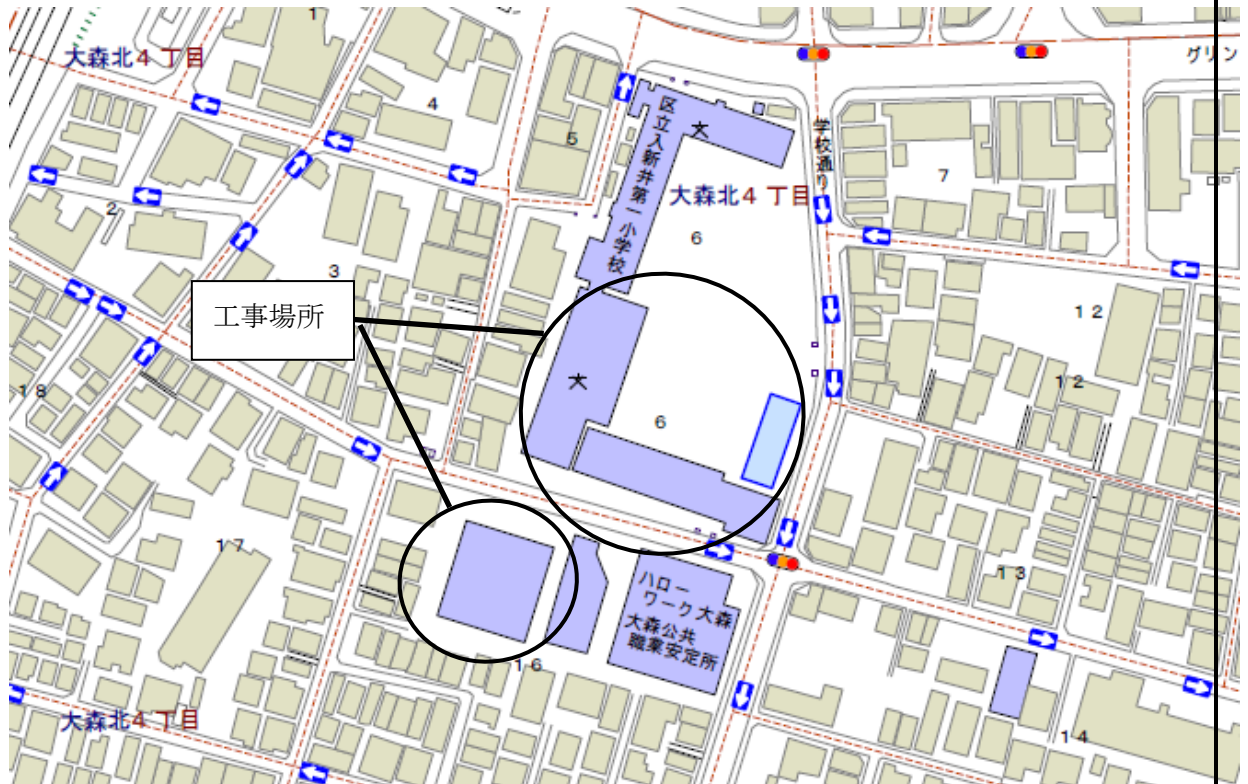 1
大森北4 丁目
グリン
4
区立入新井第一小学校
文
5
学校通り
7
大森北4 丁目
2
6
3
工事場所
12
18
文
12
6
17
13
ハロー
ワーク大森
大森公共
職業安定所
16
大森北4 丁目
14